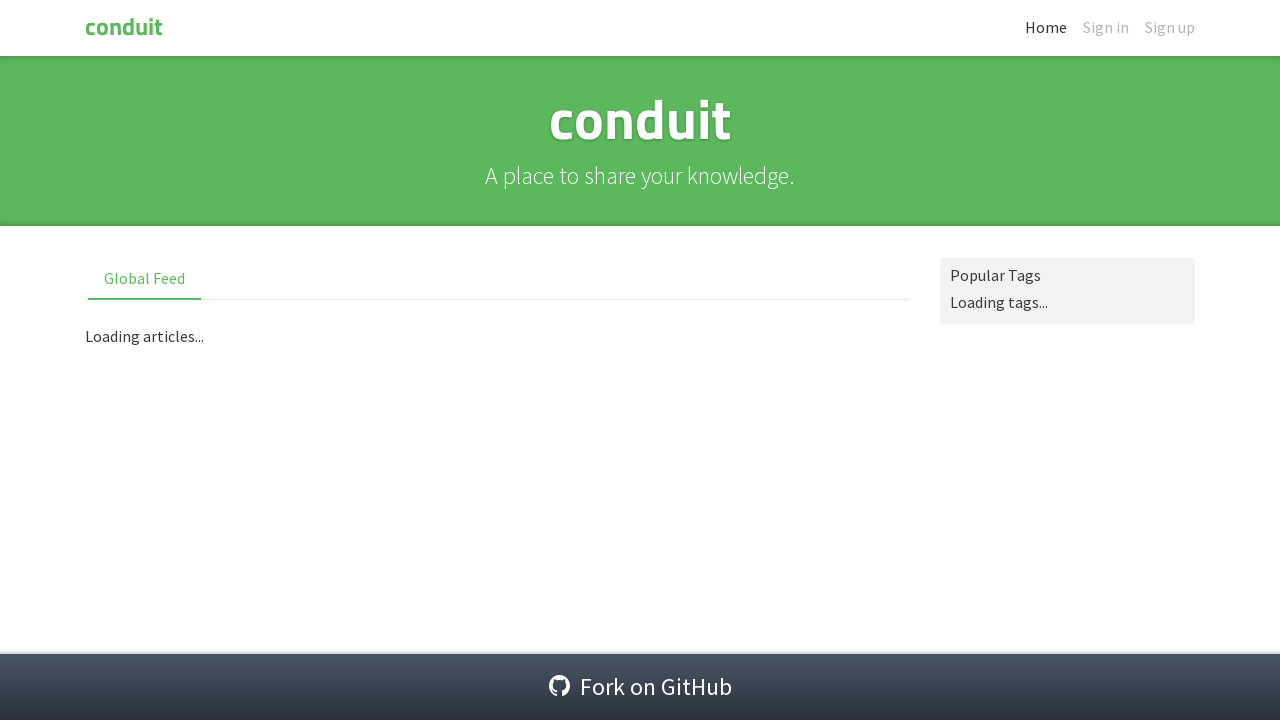 conduit
Home Sign in Sign up
conduit
A place to share your knowledge.
Global Feed
Loading articles...
Popular Tags
Loading tags...
Fork on GitHub